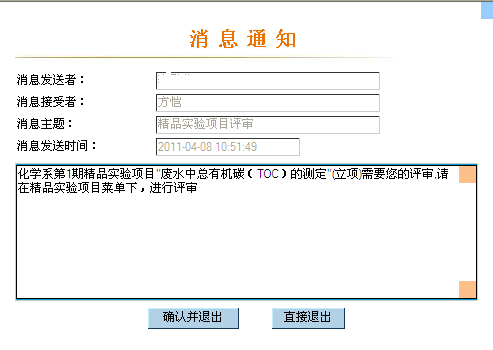 消息通知
消息发送者：
消息接受者：方恺
消息主题：精品实验项目评审
消息发送时间：2011-04-08 10:51:49
化学系第1期精品实验项目"废水中总有机碳（TOC）的测定"(立项)需要您的评审,请
在精品实验项目菜单下，进行评审
确认并退出 直接退出